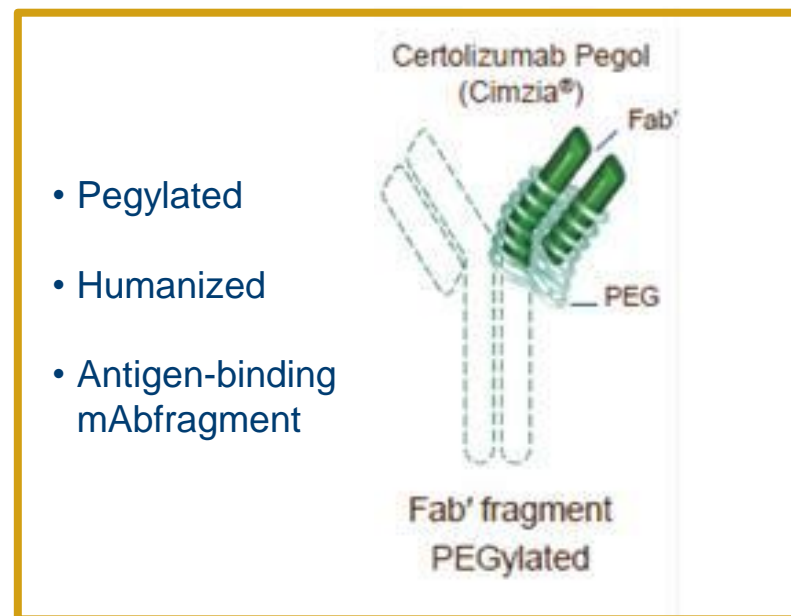 Certolizumab Pegol
(Cimzia®)
Fab'
• Pegylated
• Humanized
PEG
• Antigen-binding
mAbfragment
Fab' fragment
PEGylated